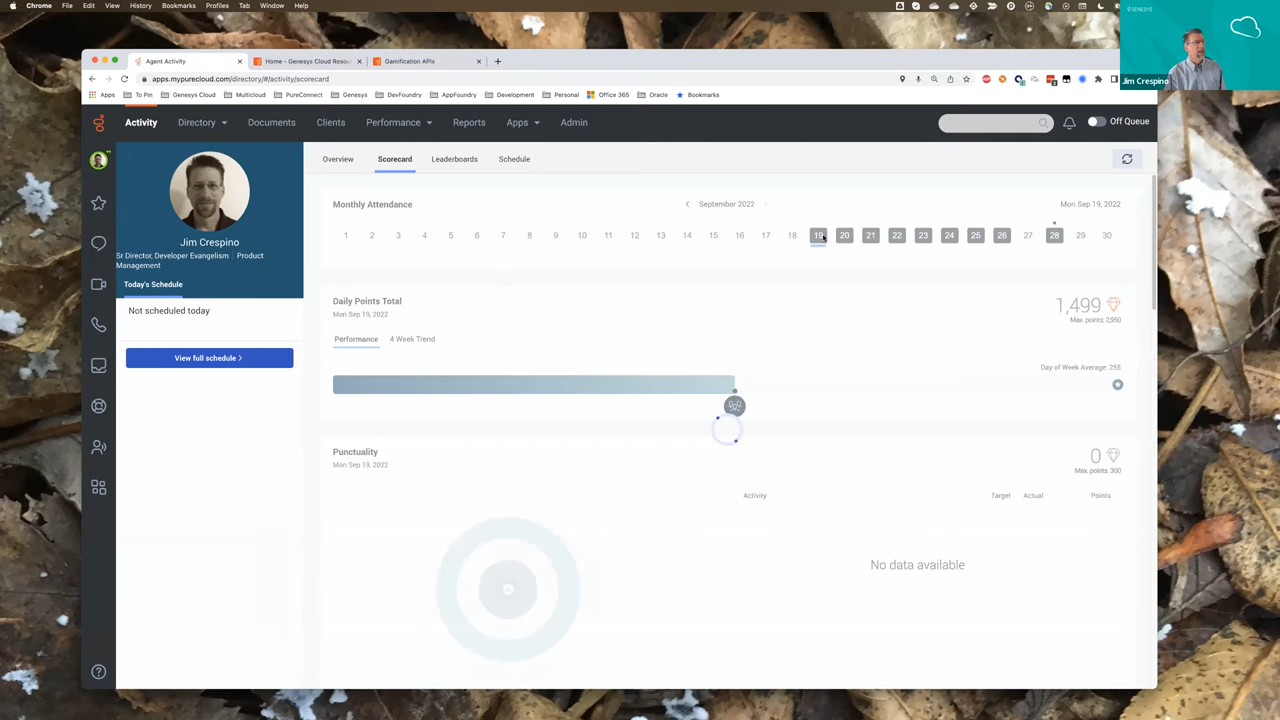 Chrome File Edit View History Bookmarks Profiles Tab Window Help
GENESYS
Jim Crespino
Agent Activity
Home - Genesys Cloud Resou
Gamification APIs
apps.mypurecloud.com/directory/#/activity/scorecard
Apps To Pin Genesys Cloud Multicloud PureConnect Genesys DevFoundry AppFoundry Development Personal Office 365 Oracle Bookmarks
Activity Directory Documents Clients Performance Reports Apps Admin
Off Queue
Overview Scorecard Leaderboards Schedule
Jim Crespino
Sr Director, Developer Evangelism | Product
Management
Today's Schedule
Not scheduled today
View full schedule
Monthly Attendance
September 2022
Mon Sep 19, 2022
1 2 3 4 5 6 7 8 9 10 11 12 13 14 15 16 17 18 19 20 21 22 23 24 25 26 27 28 29 30
Daily Points Total
Mon Sep 19, 2022
1,499
Max. points: 2,950
Performance 4 Week Trend
Day of Week Average: 255
Punctuality
Mon Sep 19, 2022
0
Max. points: 300
Activity Target Actual Points
No data available